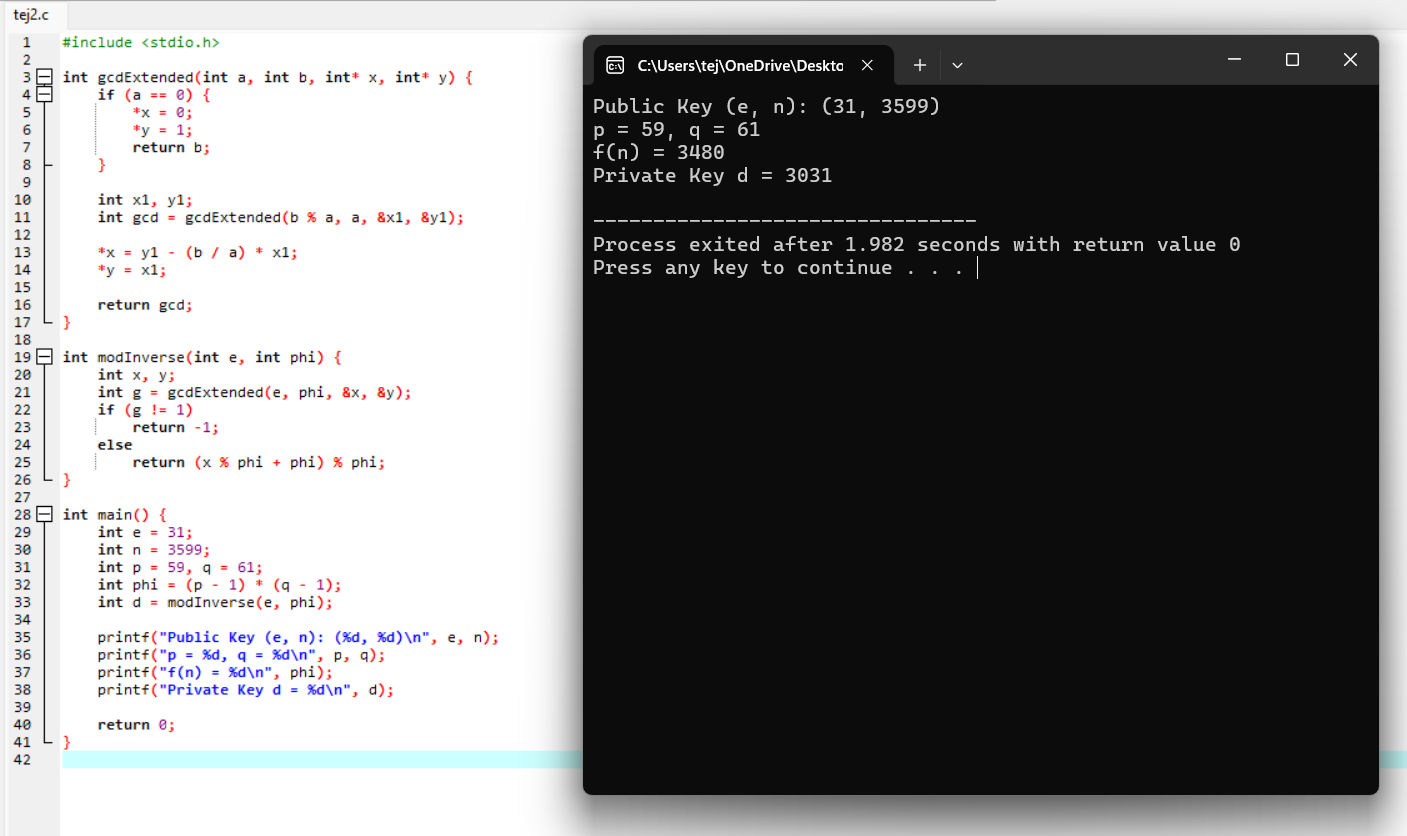 tej2.c
1 #include <stdio.h>
2
3 int gcdExtended(int a, int b, int* x, int* y) {
4     if (a == 0) {
5         *x = 0;
6         *y = 1;
7         return b;
8     }
9
10     int x1, y1;
11     int gcd = gcdExtended(b % a, a, &x1, &y1);
12
13     *x = y1 - (b / a) * x1;
14     *y = x1;
15
16     return gcd;
17 }
18
19 int modInverse(int e, int phi) {
20     int x, y;
21     int g = gcdExtended(e, phi, &x, &y);
22     if (g != 1)
23         return -1;
24     else
25         return (x % phi + phi) % phi;
26 }
27
28 int main() {
29     int e = 31;
30     int n = 3599;
31     int p = 59, q = 61;
32     int phi = (p - 1) * (q - 1);
33     int d = modInverse(e, phi);
34
35     printf("Public Key (e, n): (%d, %d)\n", e, n);
36     printf("p = %d, q = %d\n", p, q);
37     printf("f(n) = %d\n", phi);
38     printf("Private Key d = %d\n", d);
39
40     return 0;
41 }
42
C:\Users\tej\OneDrive\Deskto
Public Key (e, n): (31, 3599)
p = 59, q = 61
f(n) = 3480
Private Key d = 3031
--------------------------------
Process exited after 1.982 seconds with return value 0
Press any key to continue . . .